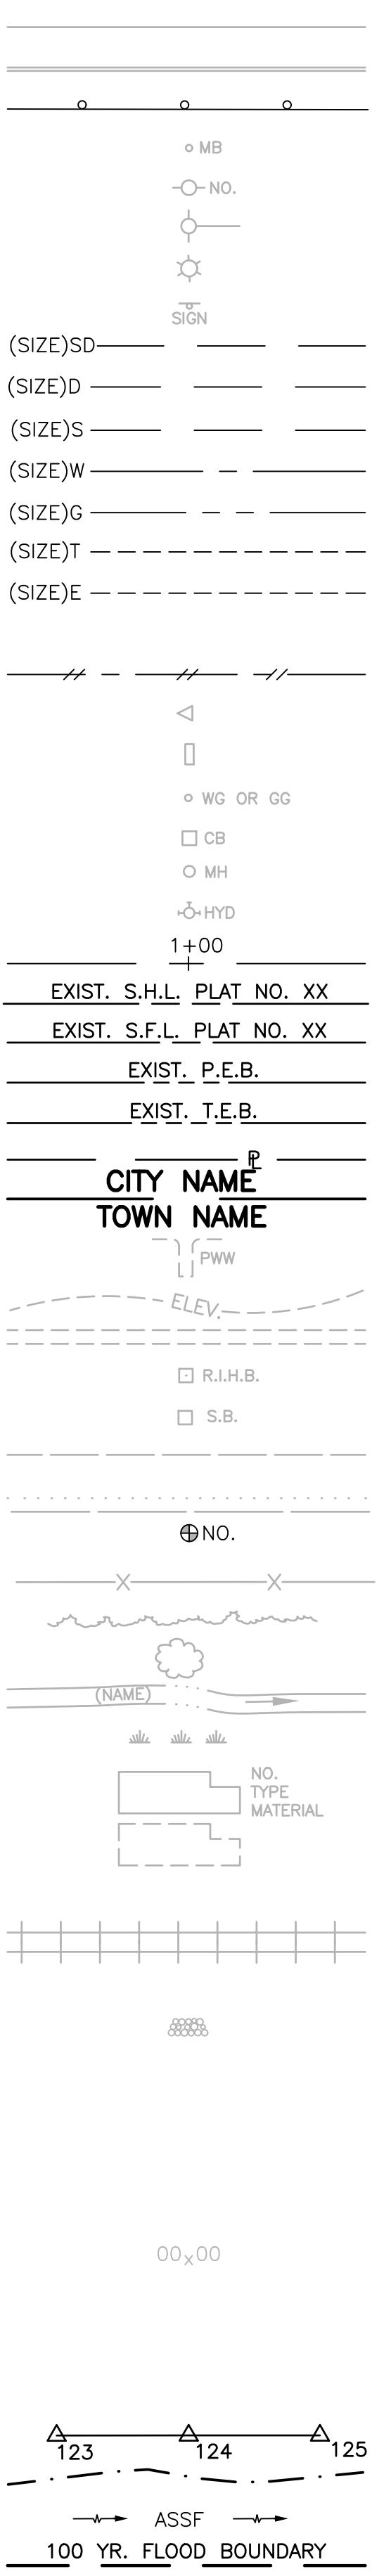 MB
NO.
SIGN
(SIZE)SD
(SIZE)D
(SIZE)S
(SIZE)W
(SIZE)G
(SIZE)T
(SIZE)E
WG OR GG
CB
MH
HYD
1+00
EXIST. S.H.L. PLAT NO. XX
EXIST. S.F.L. PLAT NO. XX
EXIST. P.E.B.
EXIST. T.E.B.
PL
CITY NAME
TOWN NAME
PWW
ELEV.
R.I.H.B.
S.B.
NO.
(NAME)
NO.
TYPE
MATERIAL
00x00
123 124 125
ASSF
100 YR. FLOOD BOUNDARY